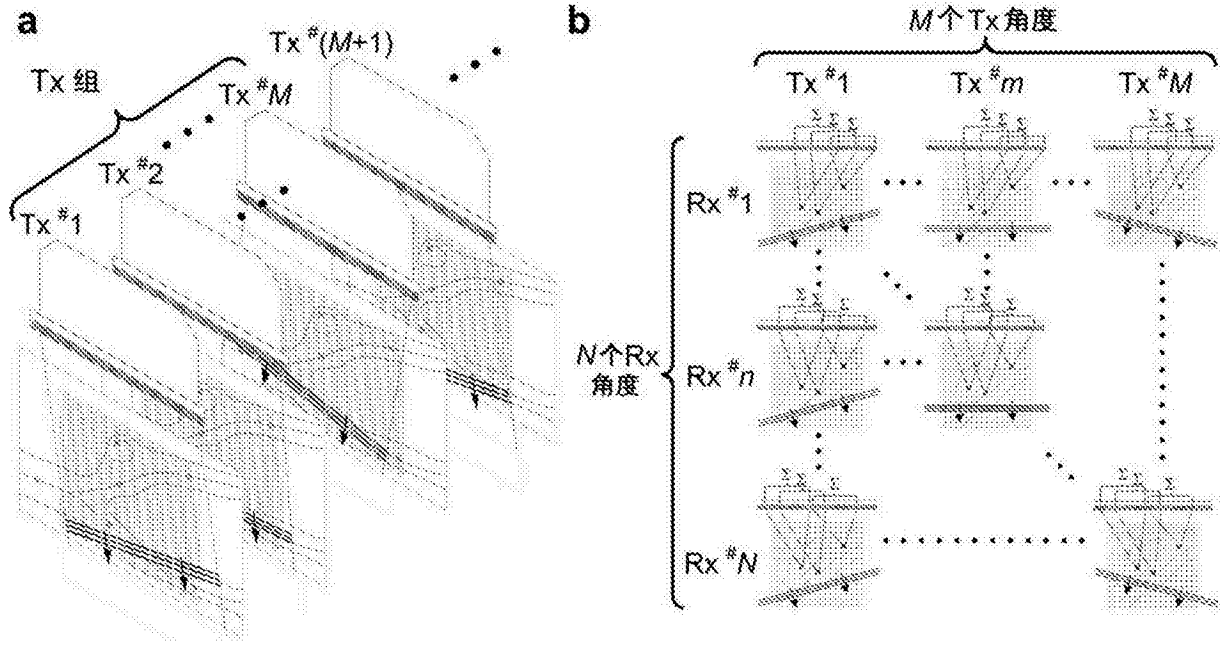 a
Tx 组
Tx #1
Tx #2
Tx #M
Tx #(M+1)
b
M 个 Tx 角度
Tx #1 Tx #m Tx #M
Σ Σ Σ Σ Σ Σ Σ Σ Σ
Rx #1
Σ Σ Σ Σ Σ Σ
N 个 Rx
角度
Rx #n
Σ Σ Σ Σ Σ Σ
Rx #N